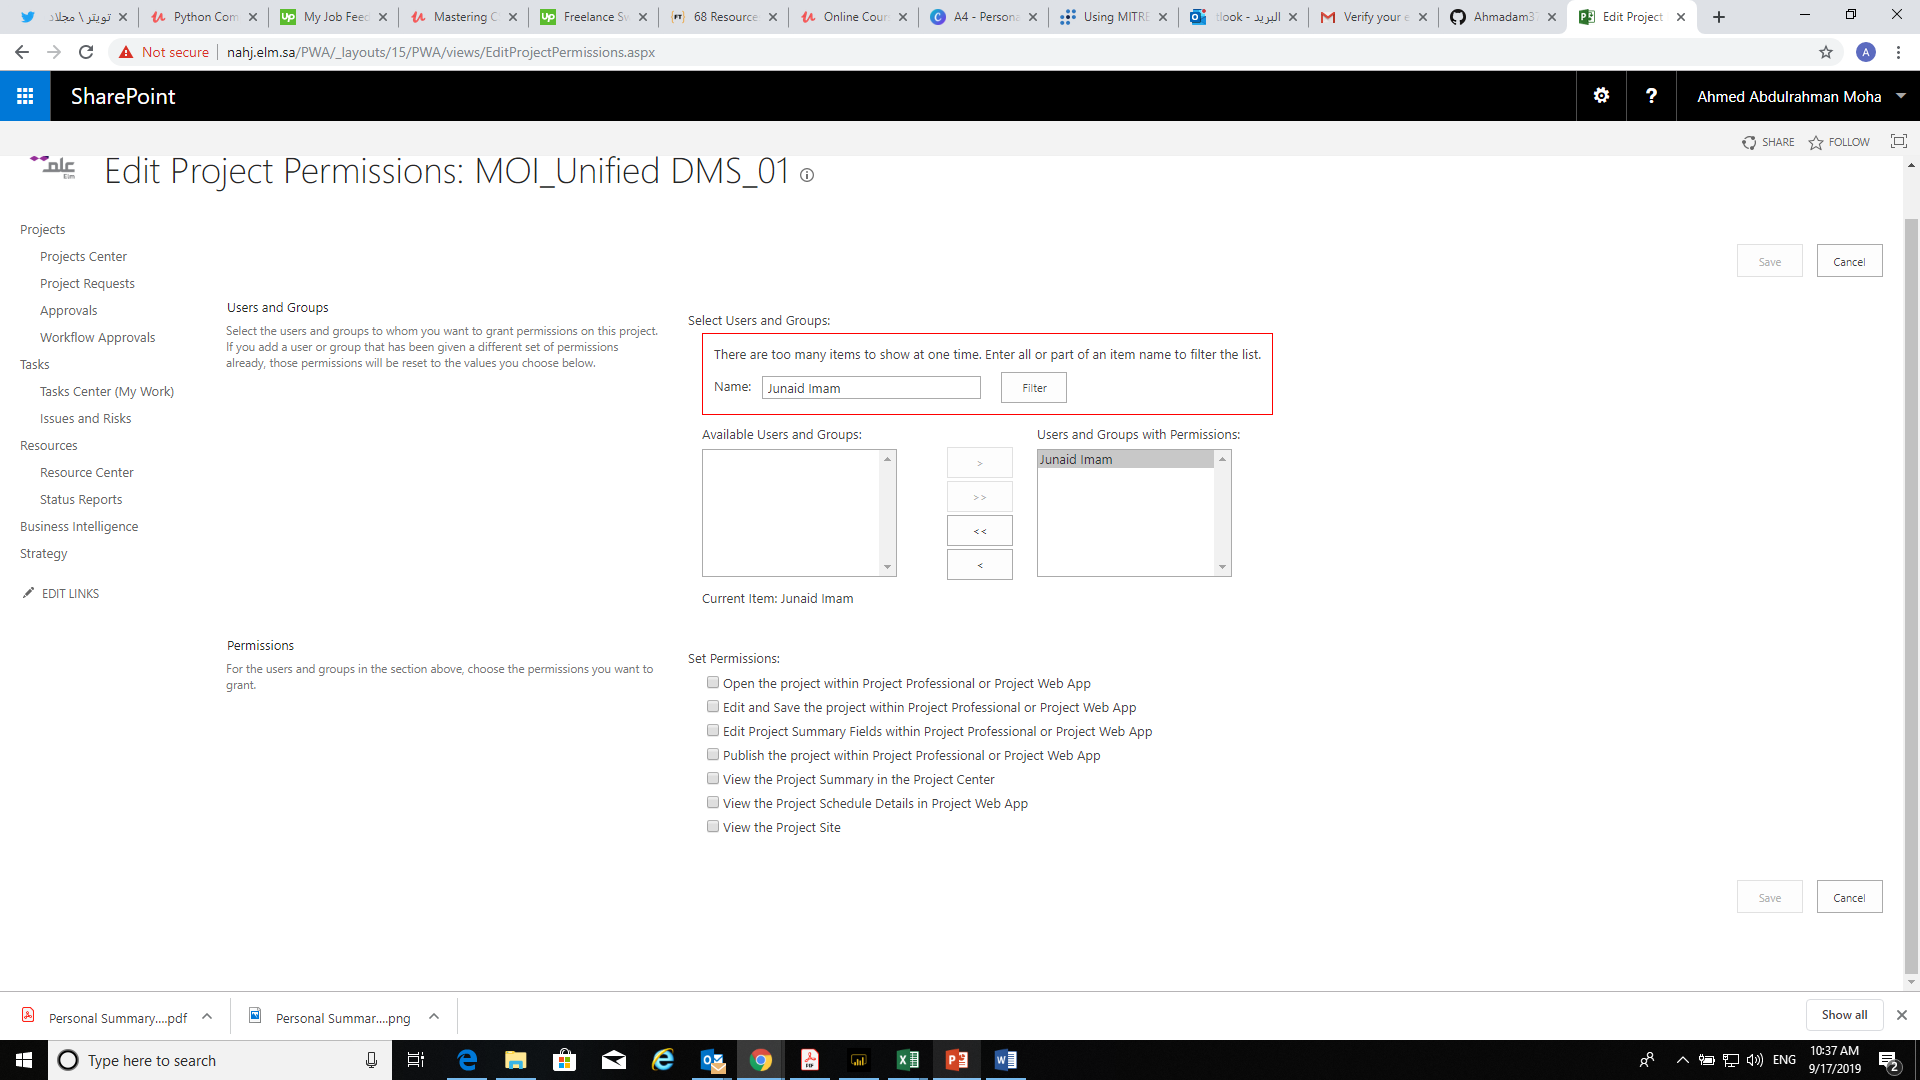 تويتر \ مجلاد
Python Com
My Job Feed
Mastering C
Freelance Sw
68 Resource
Online Cour
A4 - Persona
Using MITRE
tlook - البريد
Verify your e
Ahmadam37
Edit Project
Not secure
nahj.elm.sa/PWA/_layouts/15/PWA/views/EditProjectPermissions.aspx
A
SharePoint
?
Ahmed Abdulrahman Moha
SHARE
FOLLOW
علم
Elm
Edit Project Permissions: MOI_Unified DMS_01
Projects
Projects Center
Project Requests
Approvals
Workflow Approvals
Tasks
Tasks Center (My Work)
Issues and Risks
Resources
Resource Center
Status Reports
Business Intelligence
Strategy
EDIT LINKS
Save
Cancel
Users and Groups
Select the users and groups to whom you want to grant permissions on this project.
If you add a user or group that has been given a different set of permissions
already, those permissions will be reset to the values you choose below.
Select Users and Groups:
There are too many items to show at one time. Enter all or part of an item name to filter the list.
Name:
Junaid Imam
Filter
Available Users and Groups:
>
>>
<<
<
Users and Groups with Permissions:
Junaid Imam
Current Item: Junaid Imam
Permissions
For the users and groups in the section above, choose the permissions you want to
grant.
Set Permissions:
Open the project within Project Professional or Project Web App
Edit and Save the project within Project Professional or Project Web App
Edit Project Summary Fields within Project Professional or Project Web App
Publish the project within Project Professional or Project Web App
View the Project Summary in the Project Center
View the Project Schedule Details in Project Web App
View the Project Site
Save
Cancel
Personal Summary....pdf
Personal Summar....png
Show all
Type here to search
ENG
10:37 AM
9/17/2019
2